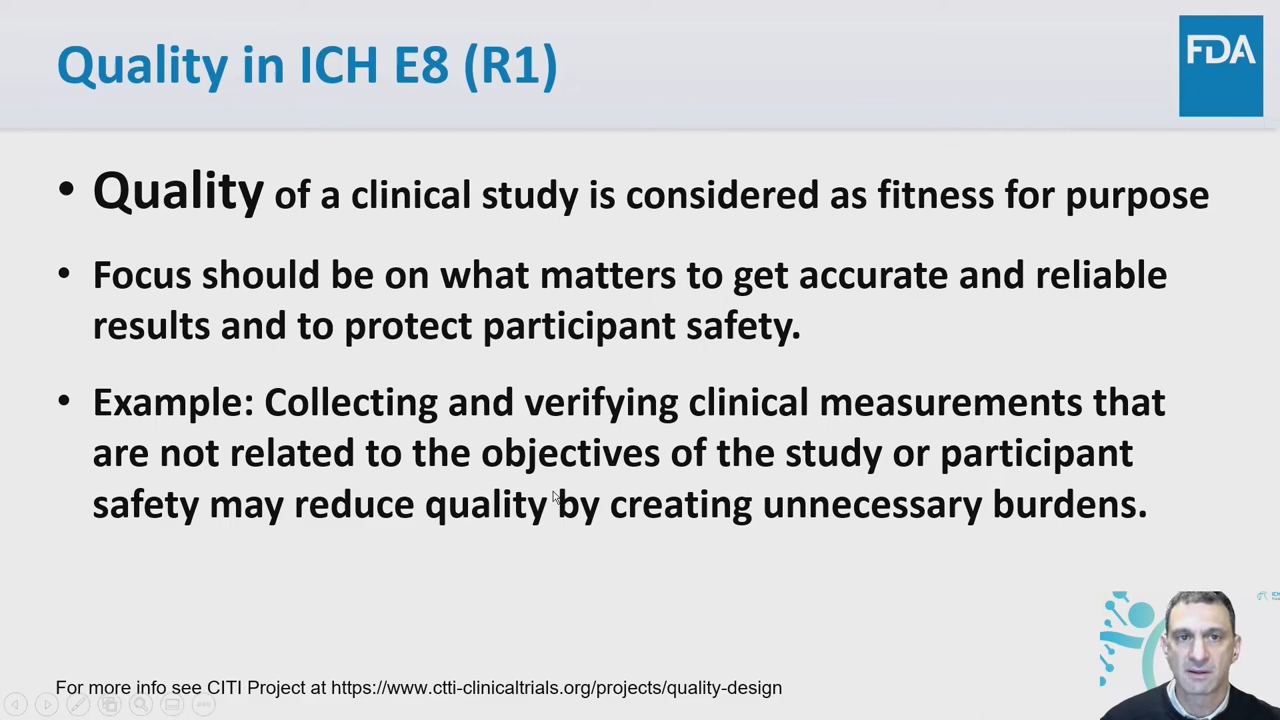 Quality in ICH E8 (R1)
FDA
• Quality of a clinical study is considered as fitness for purpose
• Focus should be on what matters to get accurate and reliable
results and to protect participant safety.
• Example: Collecting and verifying clinical measurements that
are not related to the objectives of the study or participant
safety may reduce quality by creating unnecessary burdens.
For more info see CITI Project at https://www.ctti-clinicaltrials.org/projects/quality-design